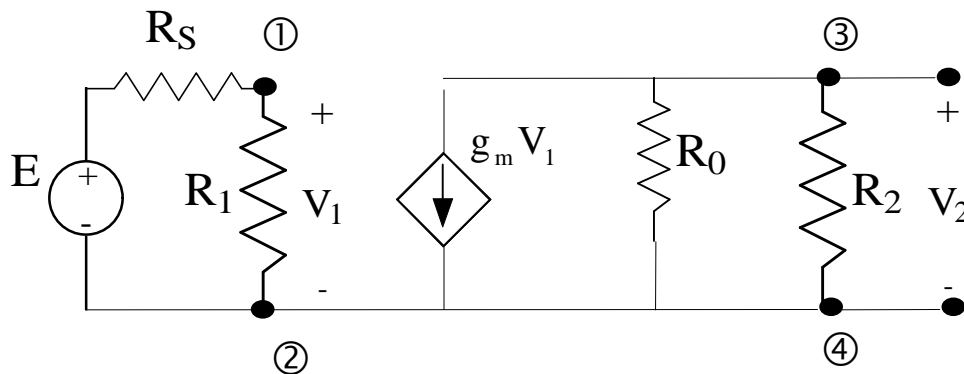 R_S
①
③
+
g_m V_1
+
E
+
-
R_1
V_1
R_0
R_2
V_2
-
-
②
④